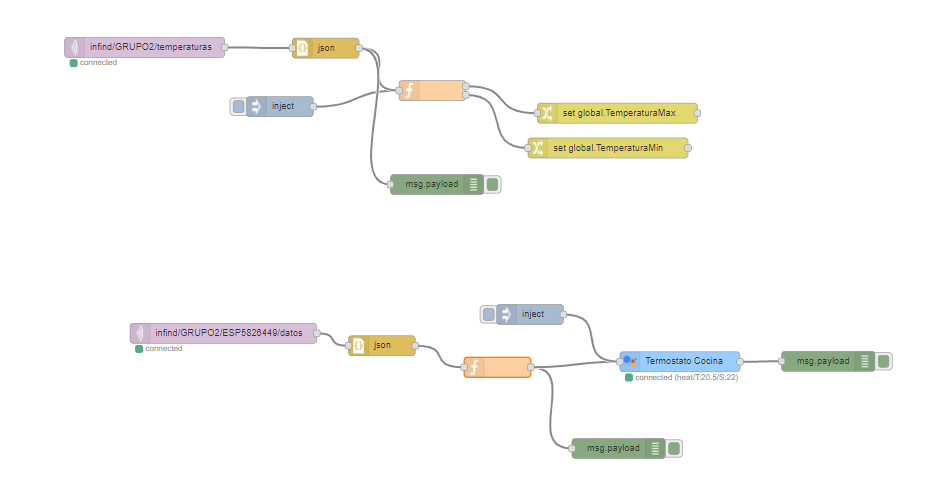 infind/GRUPO2/temperaturas
connected
json
inject
set global.TemperaturaMax
set global.TemperaturaMin
msg.payload
inject
infind/GRUPO2/ESP5826449/datos
connected
json
Termostato Cocina
connected (heat/T:20.5/S:22)
msg.payload
msg.payload